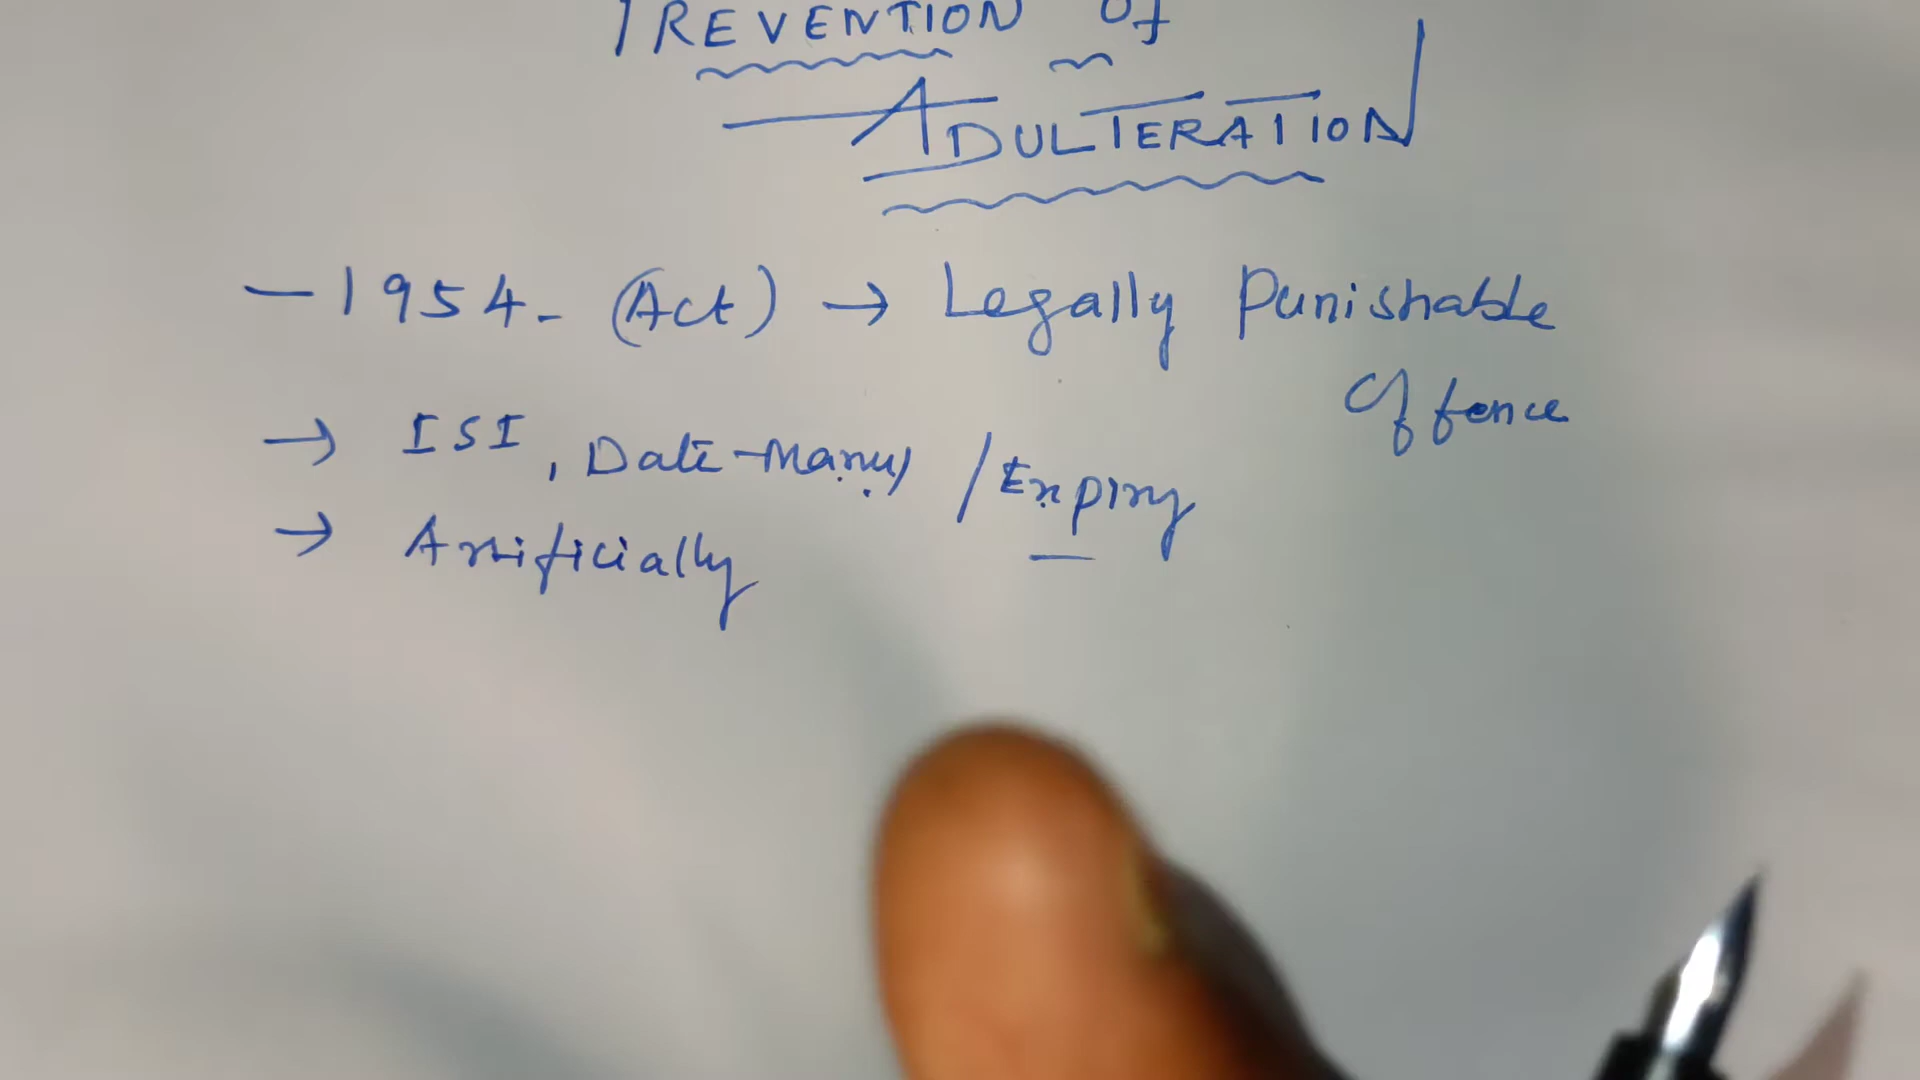 PREVENTION Of
ADULTERATION
- 1954 - (Act) → Legally Punishable
Offence
→ ISI, Date-Manu / Expiry
→ Artificially